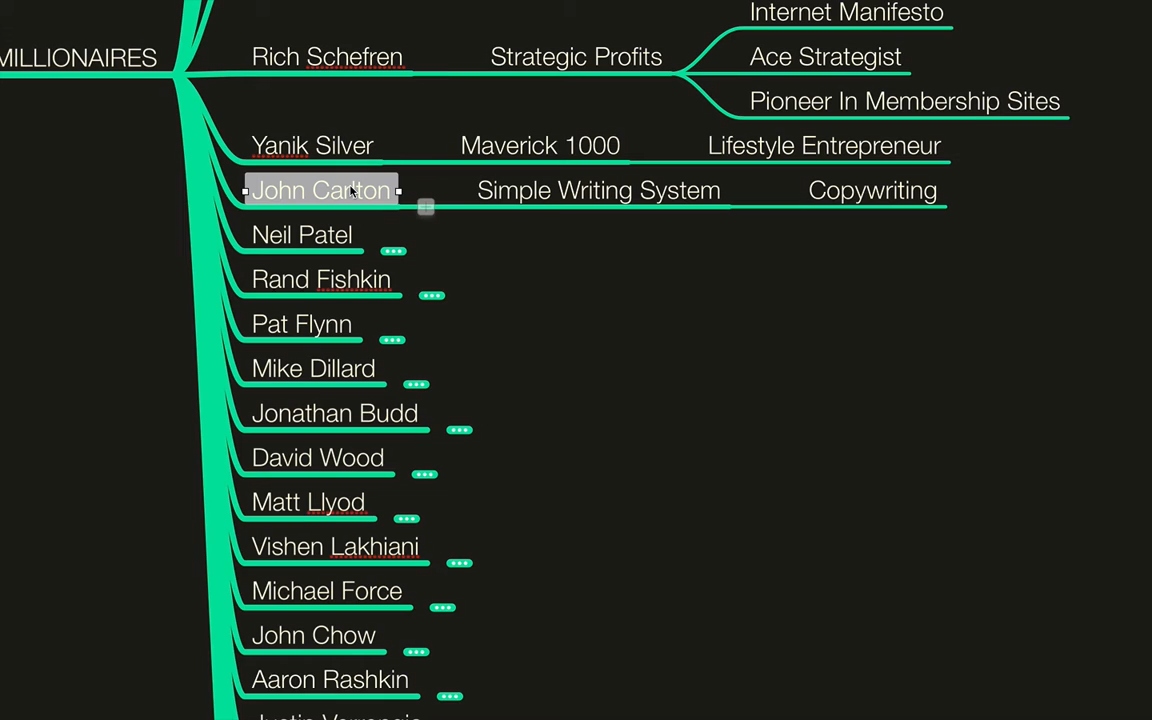 Internet Manifesto
MILLIONAIRES Rich Schefren Strategic Profits Ace Strategist
Pioneer In Membership Sites
Yanik Silver Maverick 1000 Lifestyle Entrepreneur
John Carlton Simple Writing System Copywriting
Neil Patel
Rand Fishkin
Pat Flynn
Mike Dillard
Jonathan Budd
David Wood
Matt Llyod
Vishen Lakhiani
Michael Force
John Chow
Aaron Rashkin